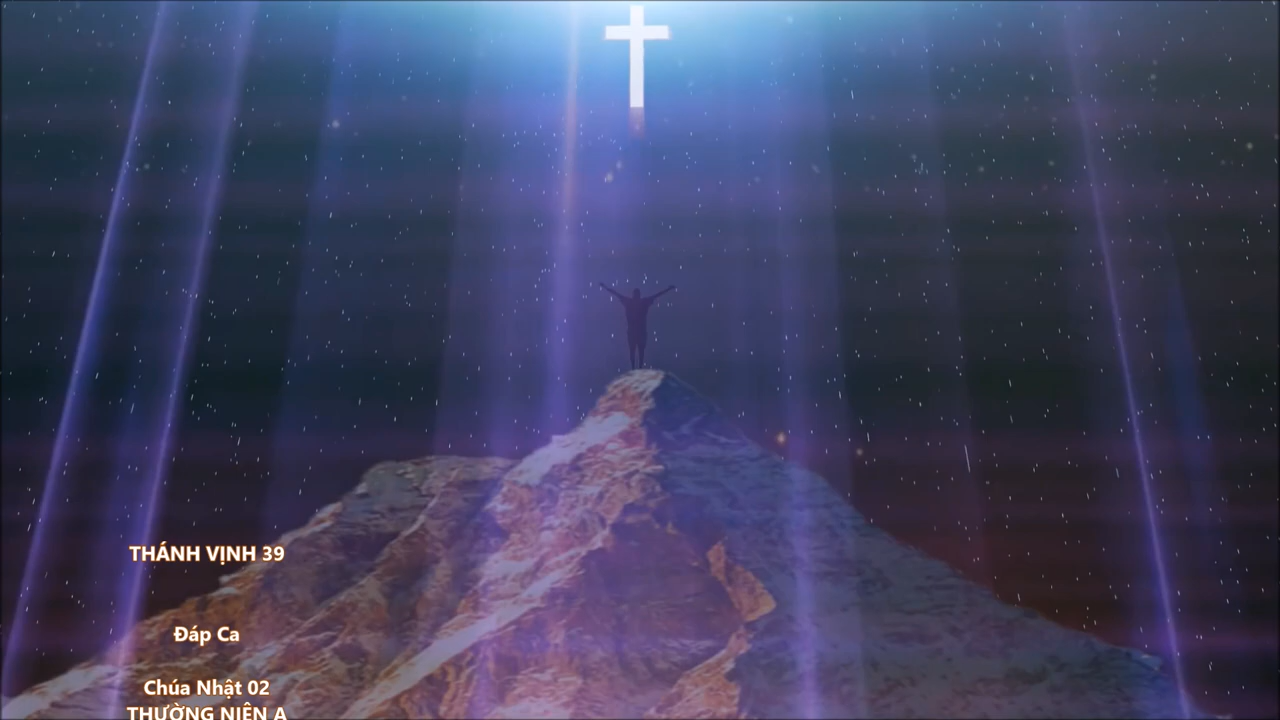 THÁNH VỊNH 39
Đáp Ca
Chúa Nhật 02
THƯỜNG NIÊN A